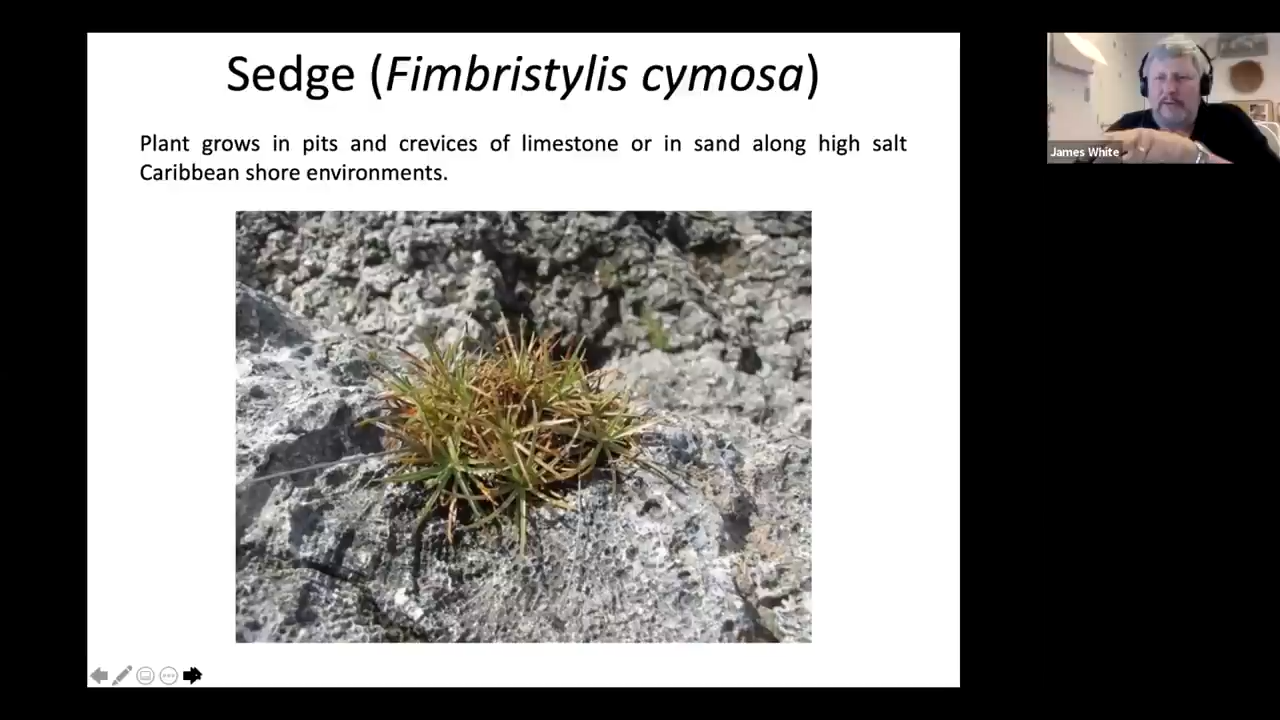 Sedge (Fimbristylis cymosa)
Plant grows in pits and crevices of limestone or in sand along high salt
Caribbean shore environments.
James White